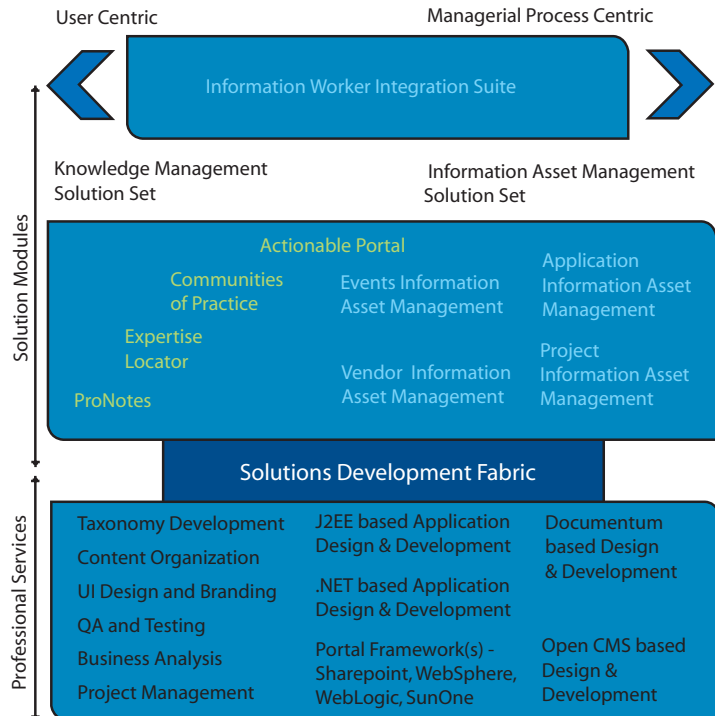 User Centric
Managerial Process Centric
Information Worker Integration Suite
Knowledge Management
Solution Set
Information Asset Management
Solution Set
Solution Modules
Actionable Portal
Communities
of Practice
Expertise
Locator
ProNotes
Events Information
Asset Management
Vendor Information
Asset Management
Application
Information Asset
Management
Project
Information Asset
Management
Solutions Development Fabric
Professional Services
Taxonomy Development
Content Organization
UI Design and Branding
QA and Testing
Business Analysis
Project Management
J2EE based Application
Design & Development
.NET based Application
Design & Development
Portal Framework(s) -
Sharepoint, WebSphere,
WebLogic, SunOne
Documentum
based Design
& Development
Open CMS based
Design &
Development